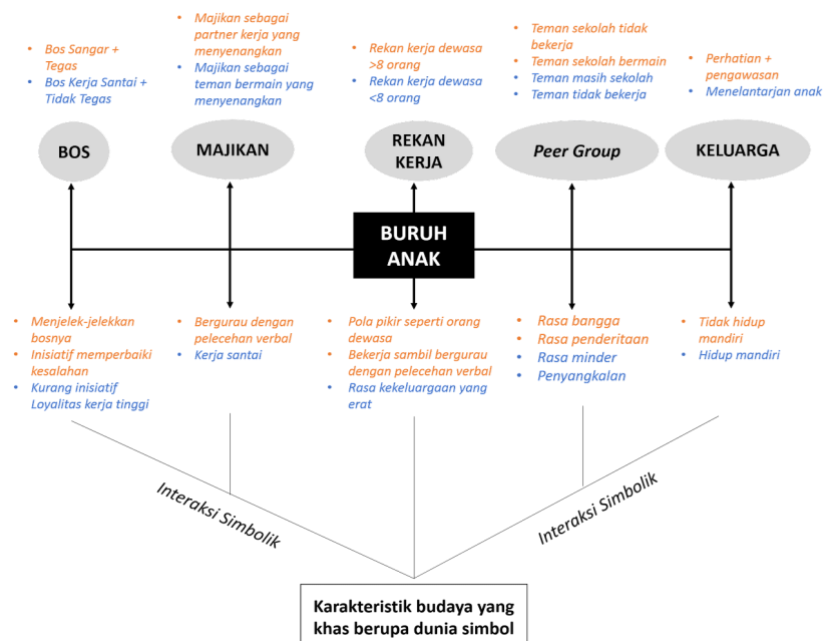 Bos Sangar +
Tegas
Bos Kerja Santai +
Tidak Tegas
Majikan sebagai
partner kerja yang
menyenangkan
Majikan sebagai
teman bermain yang
menyenangkan
Rekan kerja dewasa
>8 orang
Rekan kerja dewasa
<8 orang
Teman sekolah tidak
bekerja
Teman sekolah bermain
Teman masih sekolah
Teman tidak bekerja
Perhatian +
pengawasan
Menelantarjan anak
BOS
MAJIKAN
REKAN
KERJA
Peer Group
KELUARGA
BURUH
ANAK
Menjelek-jelekkan
bosnya
Inisiatif memperbaiki
kesalahan
Kurang inisiatif
Loyalitas kerja tinggi
Bergurau dengan
pelecehan verbal
Kerja santai
Pola pikir seperti orang
dewasa
Bekerja sambil bergurau
dengan pelecehan verbal
Rasa kekeluargaan yang
erat
Rasa bangga
Rasa penderitaan
Rasa minder
Penyangkalan
Tidak hidup
mandiri
Hidup mandiri
Interaksi Simbolik
Interaksi Simbolik
Karakteristik budaya yang
khas berupa dunia simbol